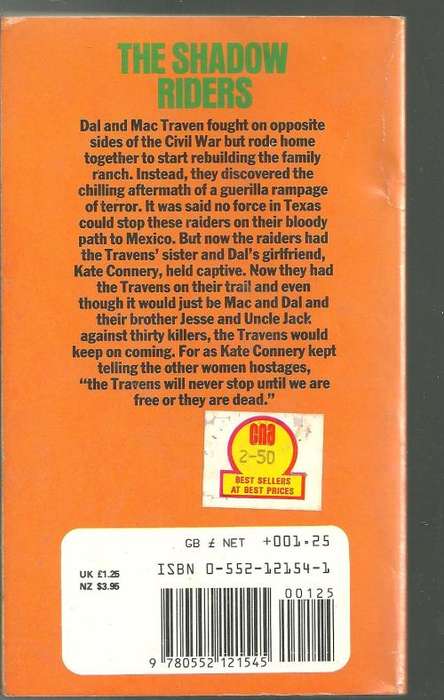 THE SHADOW
RIDERS
Dal and Mac Traven fought on opposite
sides of the Civil War but rode home
together to start rebuilding the family
ranch. Instead, they discovered the
chilling aftermath of a guerilla rampage
of terror. It was said no force in Texas
could stop these raiders on their bloody
path to Mexico. But now the raiders had
the Travens' sister and Dal's girlfriend,
Kate Connery, held captive. Now they had
the Travens on their trail and even
though it would just be Mac and Dal and
their brother Jesse and Uncle Jack
against thirty killers, the Travens would
keep on coming. For as Kate Connery kept
telling the other women hostages,
"the Travens will never stop until we are
free or they are dead."
cna
2-50
BEST SELLERS
AT BEST PRICES
GB £ NET +001.25
UK £1.25
NZ $3.95
ISBN 0-552-12154-1
00125
9 780552 121545